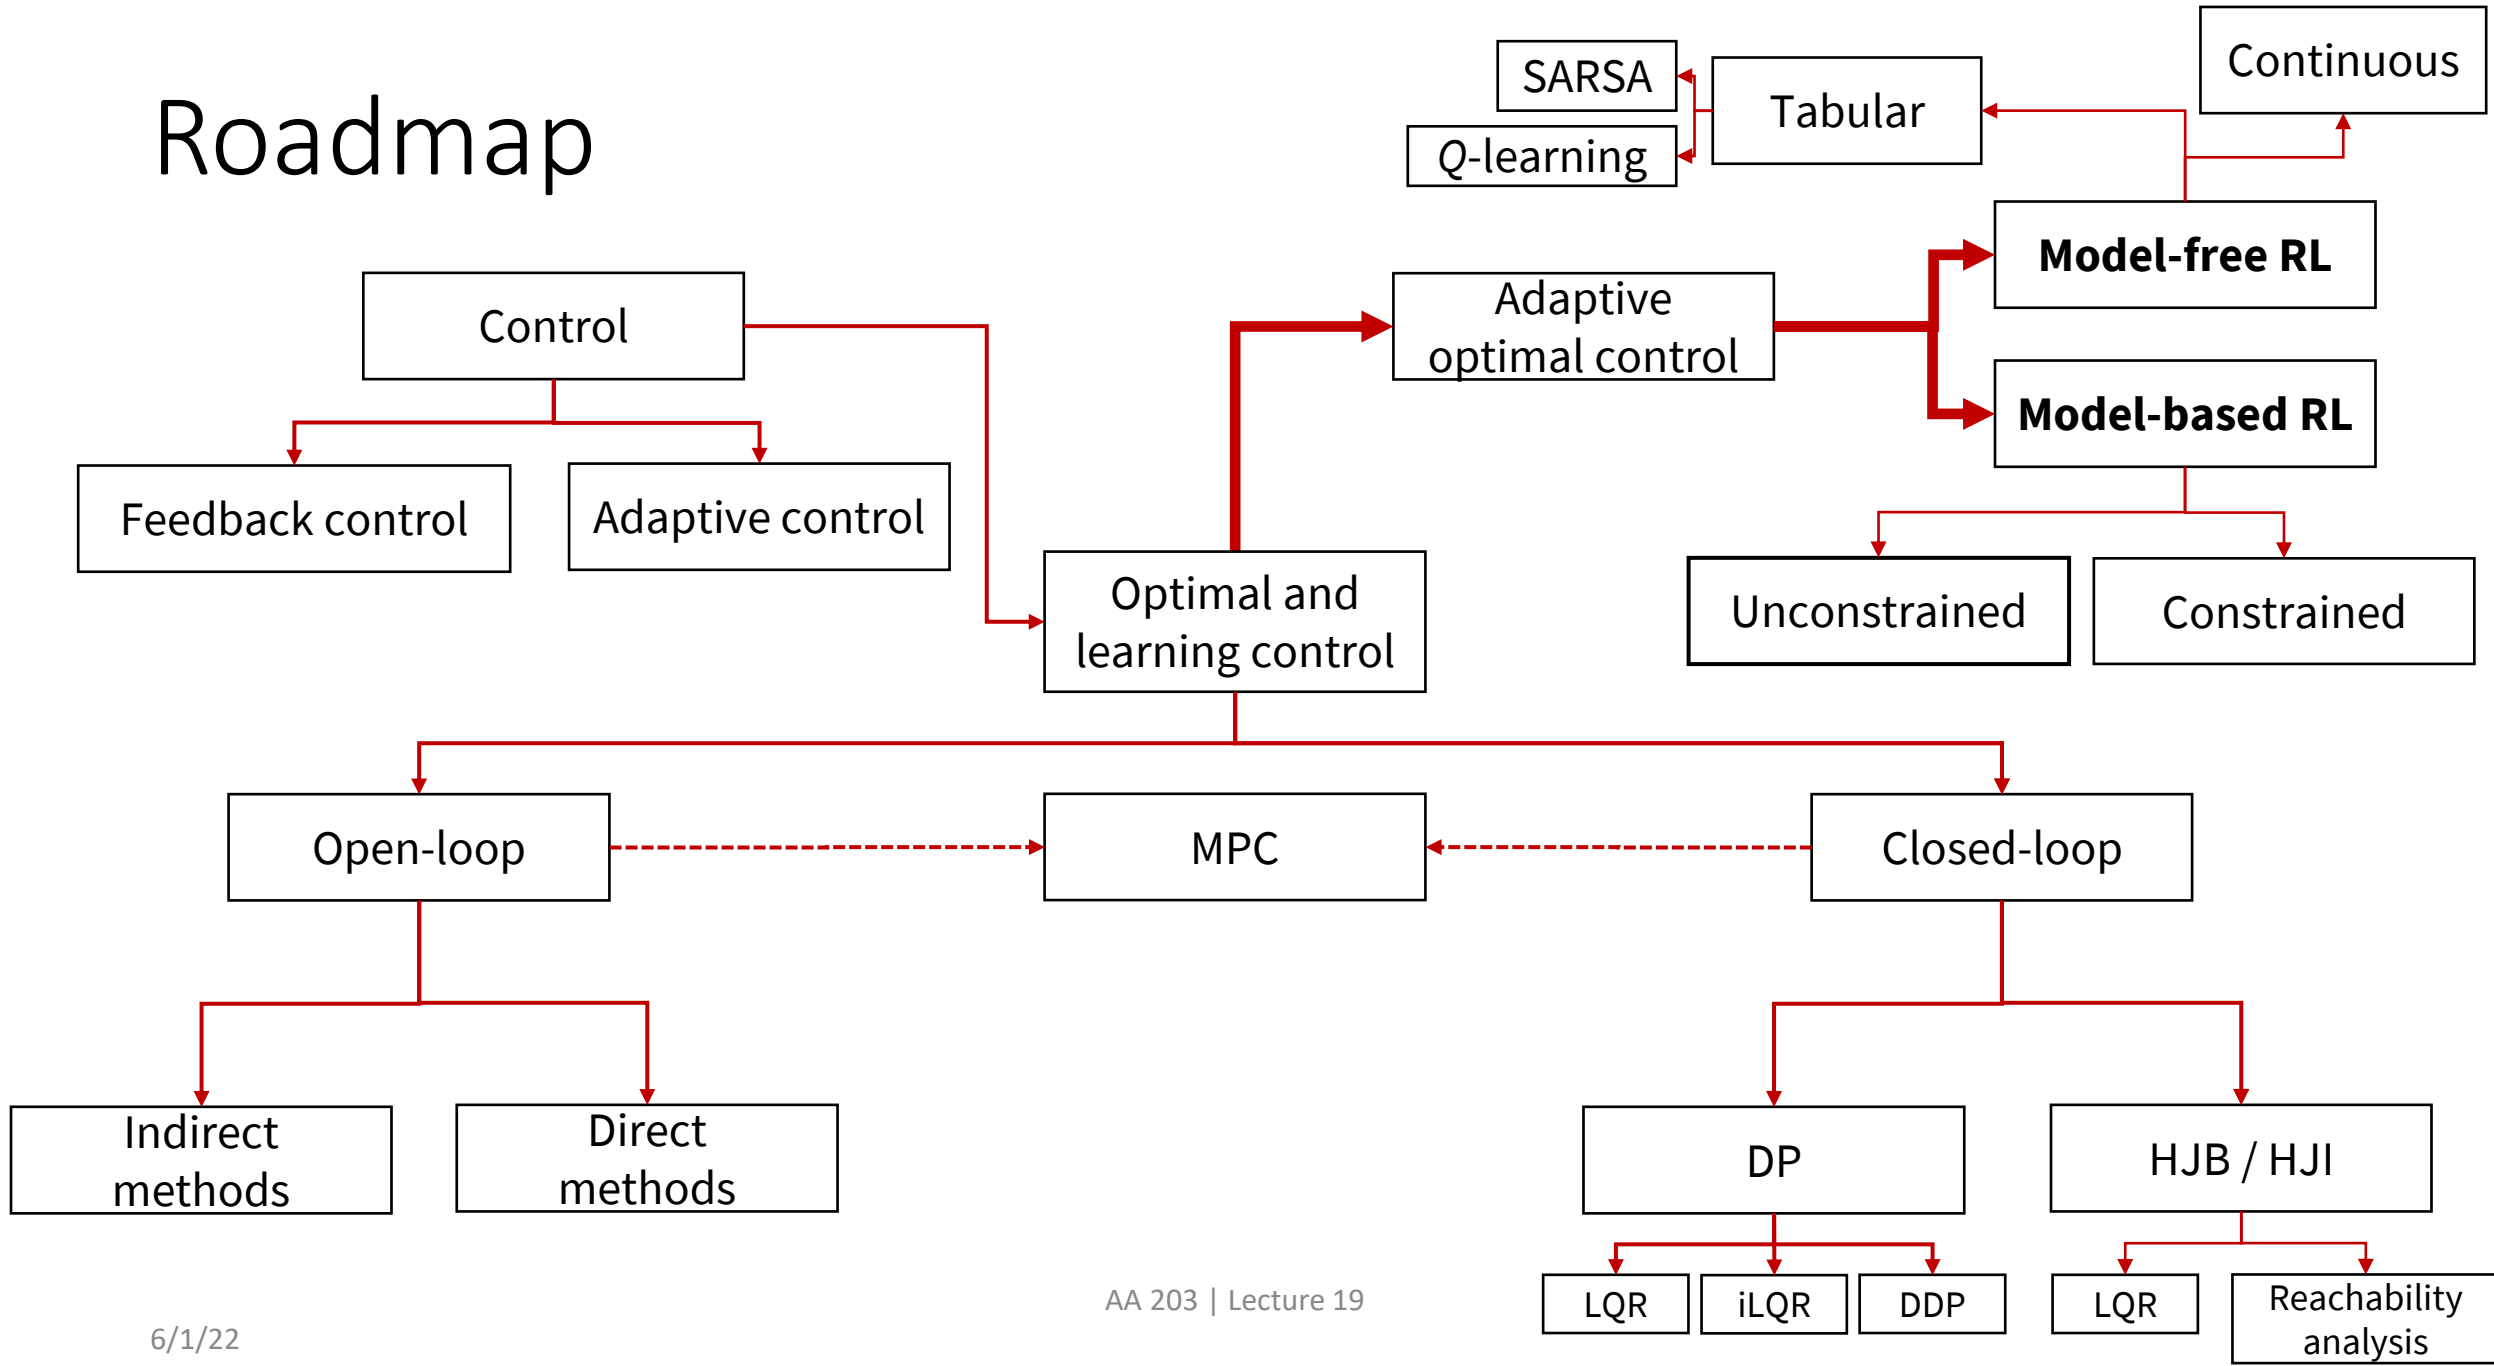 Roadmap
Continuous
SARSA
Tabular
Q-learning
Model-free RL
Control
Adaptive
optimal control
Model-based RL
Feedback control
Adaptive control
Optimal and
learning control
Unconstrained
Constrained
Open-loop
MPC
Closed-loop
Indirect
methods
Direct
methods
DP
HJB / HJI
LQR
iLQR
DDP
LQR
Reachability
analysis
AA 203 | Lecture 19
6/1/22